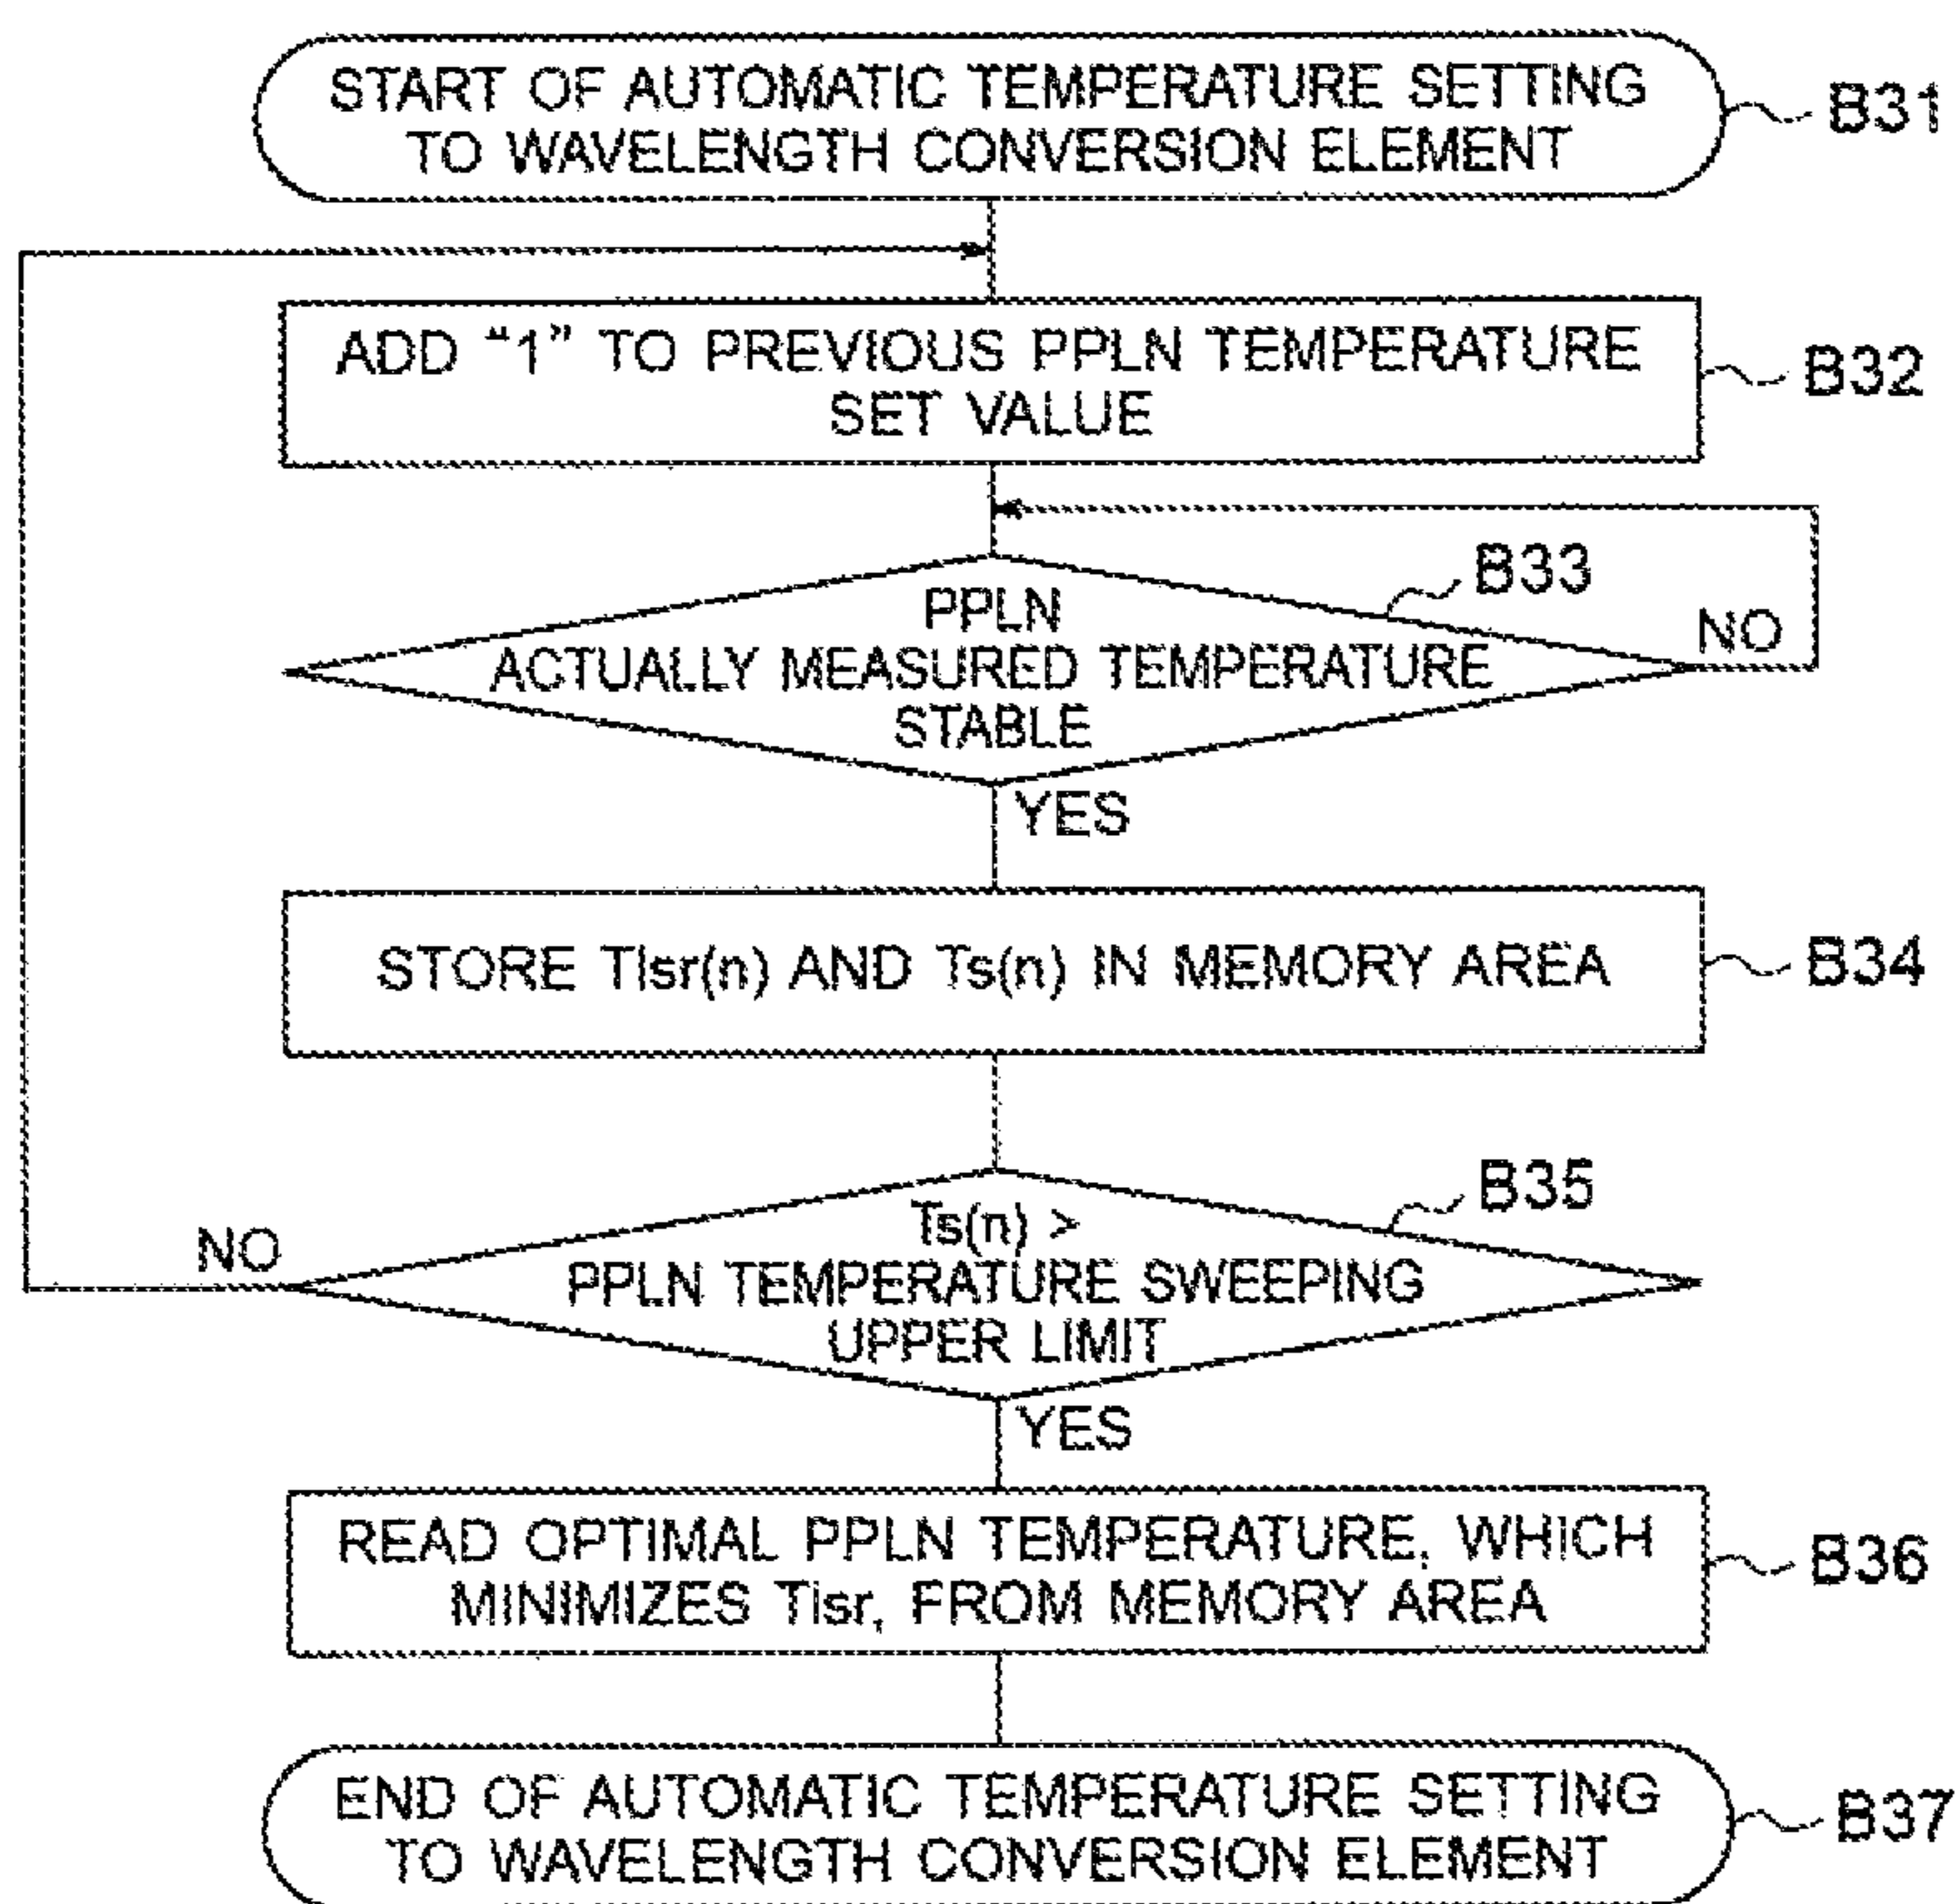 START OF AUTOMATIC TEMPERATURE SETTING
TO WAVELENGTH CONVERSION ELEMENT
B31
ADD "1" TO PREVIOUS PPLN TEMPERATURE
SET VALUE
B32
B33
PPLN
ACTUALLY MEASURED TEMPERATURE
STABLE
NO
YES
STORE Tlsr(n) AND Ts(n) IN MEMORY AREA
B34
B35
Ts(n) >
PPLN TEMPERATURE SWEEPING
UPPER LIMIT
NO
YES
READ OPTIMAL PPLN TEMPERATURE, WHICH
MINIMIZES Tlsr, FROM MEMORY AREA
B36
END OF AUTOMATIC TEMPERATURE SETTING
TO WAVELENGTH CONVERSION ELEMENT
B37